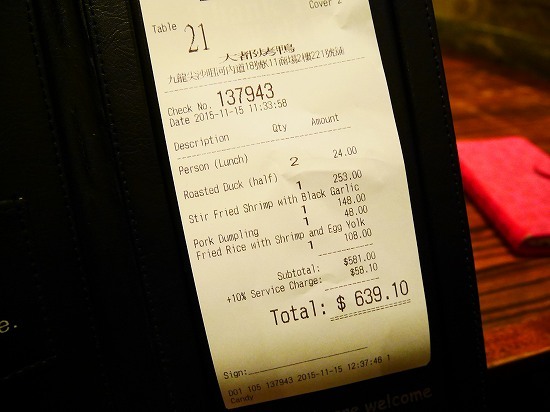 Cover 2
Table 21
大都烤鴨
Check No. 137943
Date 2015-11-15 11:33:58
Description Qty Amount
Person (Lunch) 2 24.00
Roasted Duck (half) 1 253.00
Stir Fried Shrimp with Black Garlic
1 148.00
Pork Dumpling 1 48.00
Fried Rice with Shrimp and Egg Yolk
1 108.00
Subtotal: $581.00
+10% Service Charge: $58.10
Total: $ 639.10
Sign:
D01 105 137943 2015-11-15 12:37:46 1
Candy
e.
welcome